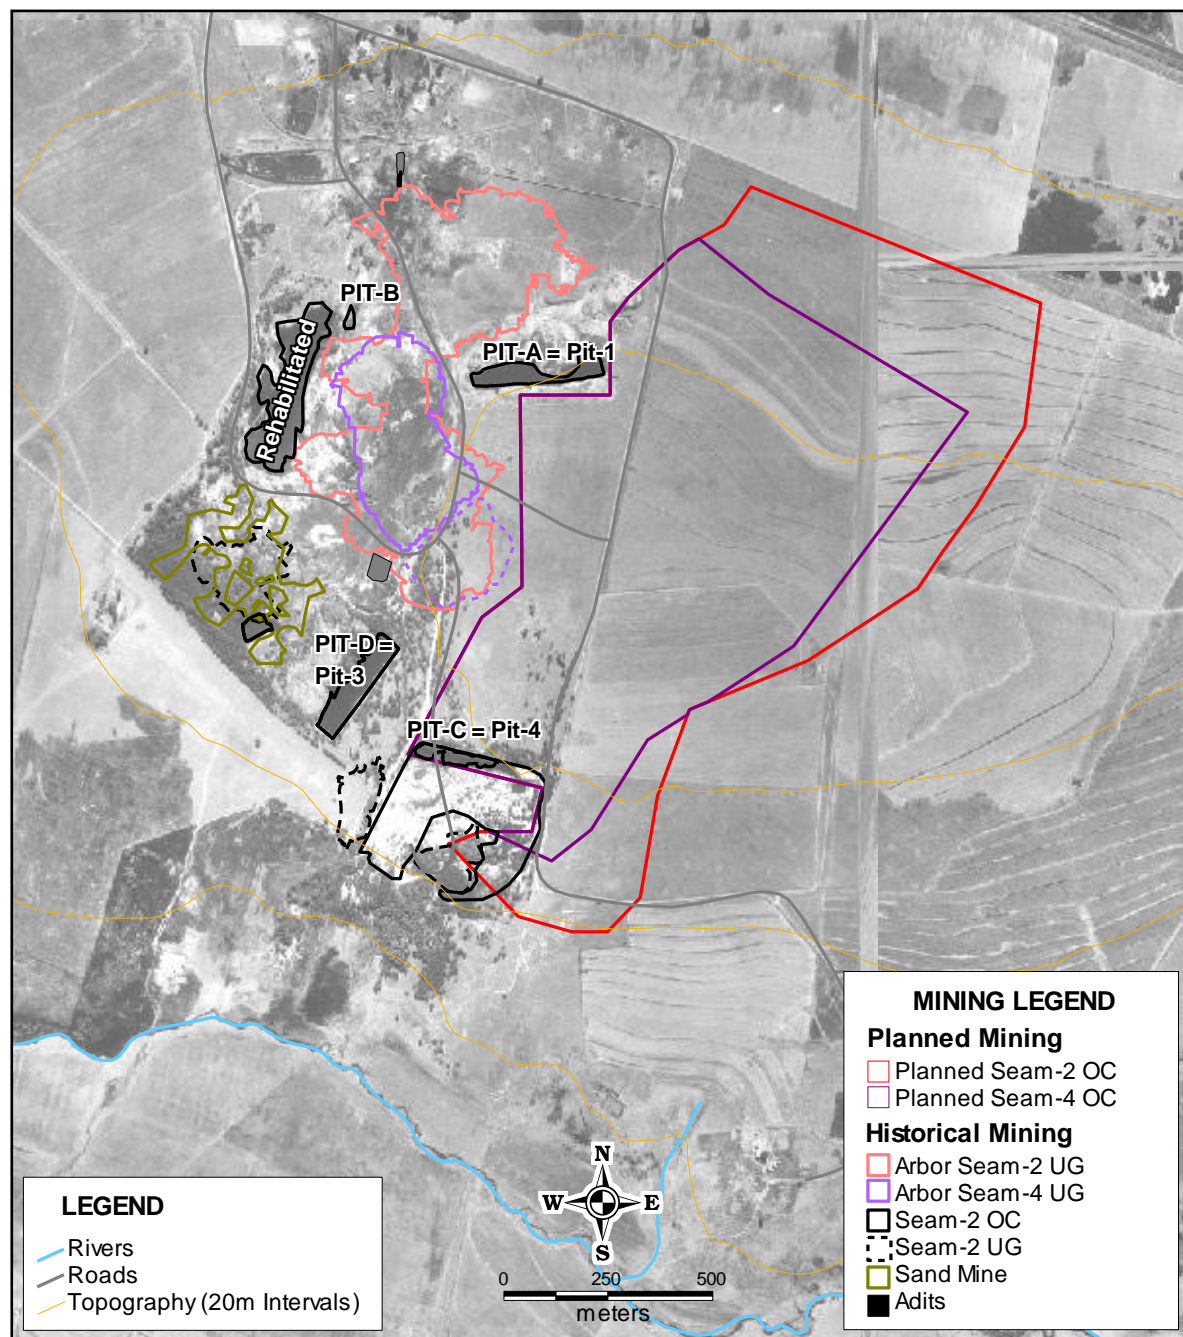 PIT-B
PIT-A = Pit-1
Rehabilitated
PIT-D =
Pit-3
PIT-C = Pit-4
MINING LEGEND
Planned Mining
Planned Seam-2 OC
Planned Seam-4 OC
Historical Mining
Arbor Seam-2 UG
Arbor Seam-4 UG
Seam-2 OC
Seam-2 UG
Sand Mine
Adits
LEGEND
Rivers
Roads
Topography (20m Intervals)
N
W E
S
0 250 500
meters